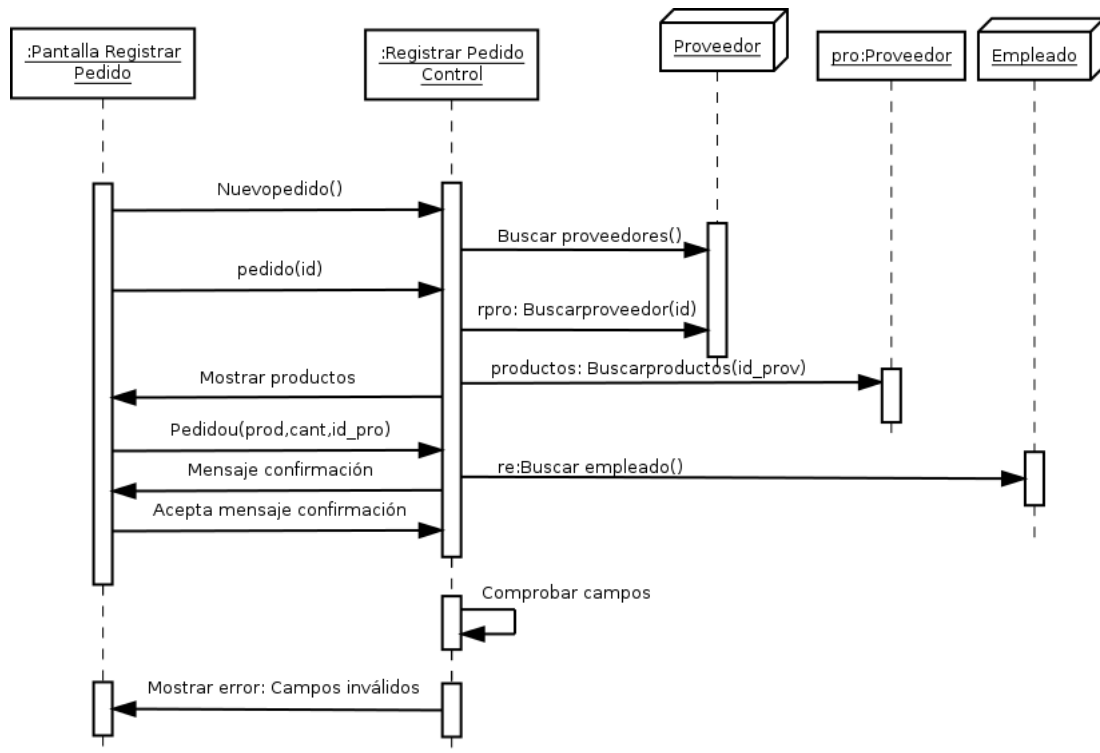 :Pantalla Registrar
Pedido
:Registrar Pedido
Control
Proveedor
pro:Proveedor
Empleado
Nuevopedido()
Buscar proveedores()
pedido(id)
rpro: Buscarproveedor(id)
productos: Buscarproductos(id_prov)
Mostrar productos
Pedidou(prod,cant,id_pro)
re:Buscar empleado()
Mensaje confirmación
Acepta mensaje confirmación
Comprobar campos
Mostrar error: Campos inválidos